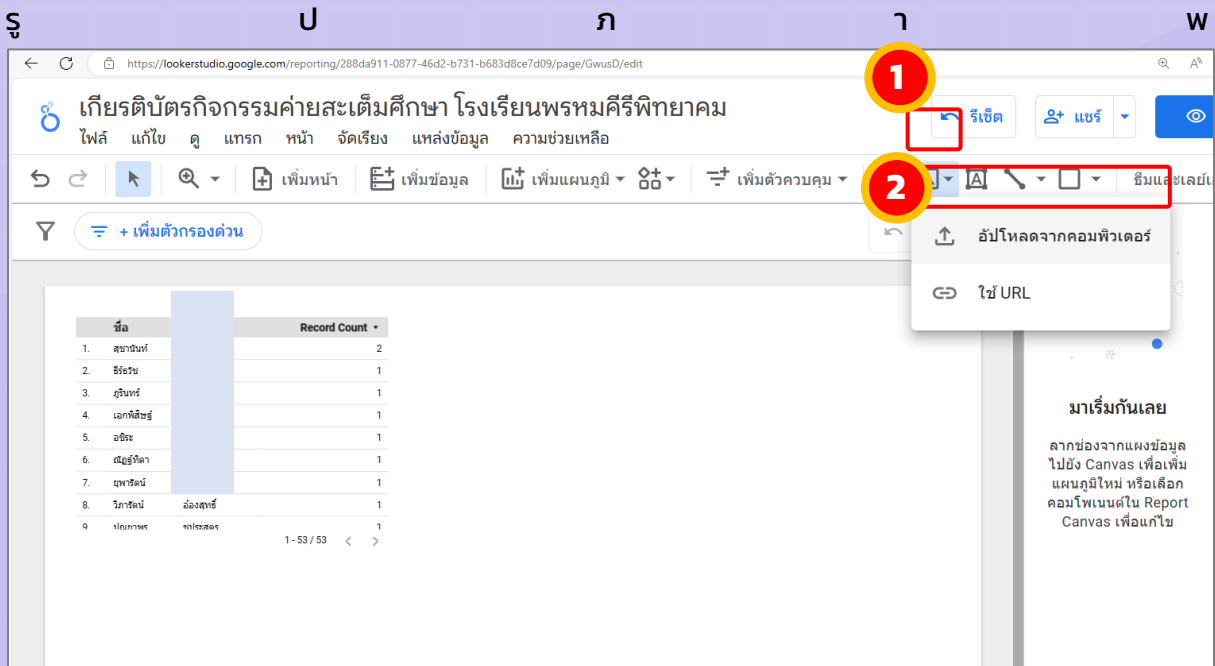 รู ป ภ า พ
https://lookerstudio.google.com/reporting/288da911-0877-46d2-b731-b683d8ce7d09/page/GwusD/edit
1
เกียรติบัตรกิจกรรมค่ายสะเต็มศึกษา โรงเรียนพรหมคีรีพิทยาคม
รีเซ็ต แชร์
ไฟล์ แก้ไข ดู แทรก หน้า จัดเรียง แหล่งข้อมูล ความช่วยเหลือ
เพิ่มหน้า เพิ่มข้อมูล เพิ่มแผนภูมิ เพิ่มตัวควบคุม 2 ธีมและเลย์
+ เพิ่มตัวกรองด่วน
อัปโหลดจากคอมพิวเตอร์
ใช้ URL
ชื่อ Record Count
1. สุชานันท์ 2
2. ธีร์ธวัช 1
3. ภูรินทร์ 1
4. เอกพิสิษฐ์ 1
5. อชิระ 1
6. ณัฏฐ์ทิตา 1
7. ยุพารัตน์ 1
8. วิภารัตน์ อ่องสุทธิ์ 1
9 1
1 - 53 / 53
มาเริ่มกันเลย
ลากช่องจากแผงข้อมูล
ไปยัง Canvas เพื่อเพิ่ม
แผนภูมิใหม่ หรือเลือก
คอมโพเนนต์ใน Report
Canvas เพื่อแก้ไข